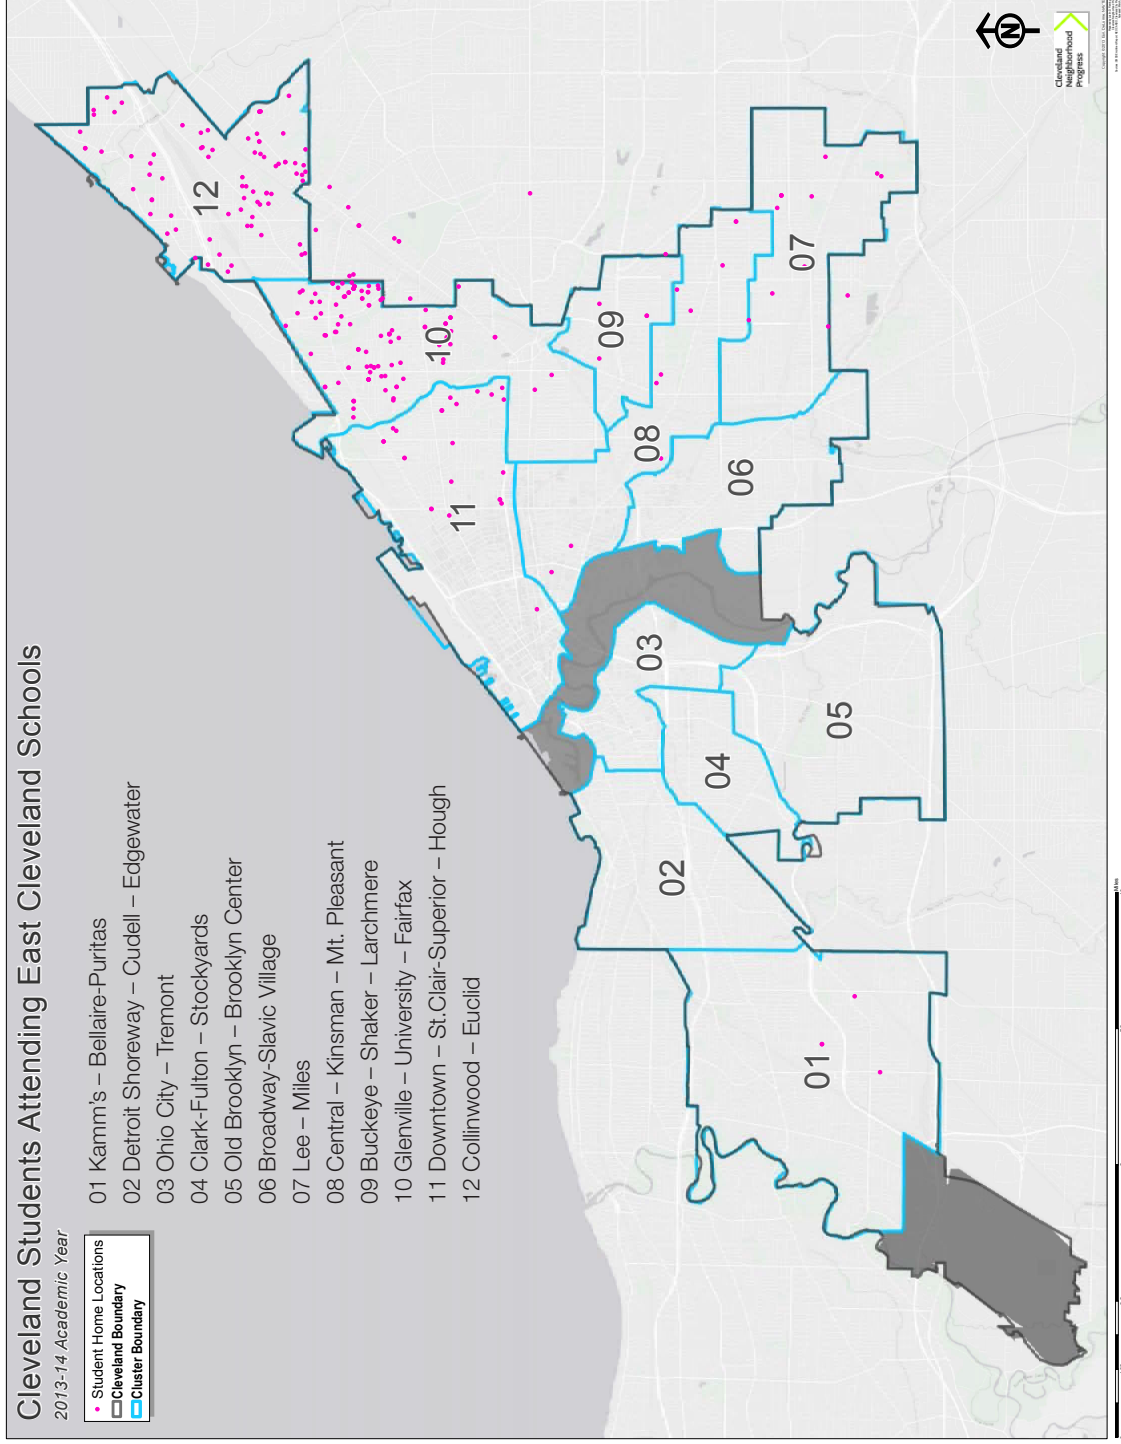 Cleveland Students Attending East Cleveland Schools
2013-14 Academic Year
Student Home Locations
Cleveland Boundary
Cluster Boundary
01 Kamm's – Bellaire-Puritas
02 Detroit Shoreway – Cudell – Edgewater
03 Ohio City – Tremont
04 Clark-Fulton – Stockyards
05 Old Brooklyn – Brooklyn Center
06 Broadway-Slavic Village
07 Lee – Miles
08 Central – Kinsman – Mt. Pleasant
09 Buckeye – Shaker – Larchmere
10 Glenville – University – Fairfax
11 Downtown – St.Clair-Superior – Hough
12 Collinwood – Euclid
12
10
11
09
08
07
06
03
05
04
02
01
N
Cleveland
Neighborhood
Progress
Miles